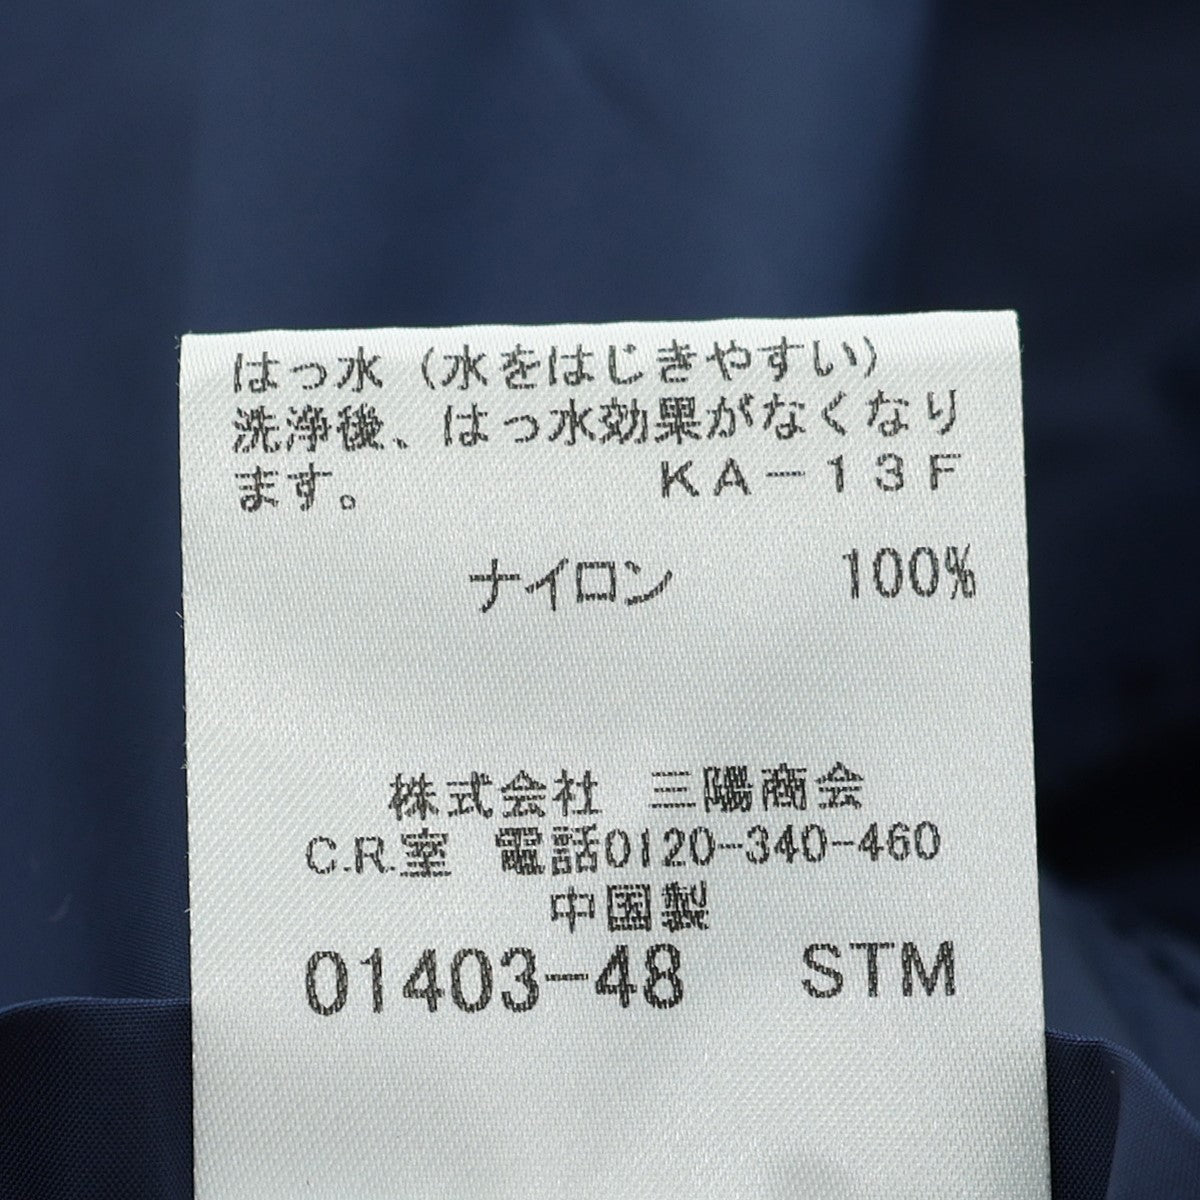 はっ水（水をはじきやすい）
洗浄後、はっ水効果がなくなり
ます。 KA－13F
ナイロン 100%
株式会社 三陽商会
C.R.室 電話0120-340-460
中国製
01403-48 STM